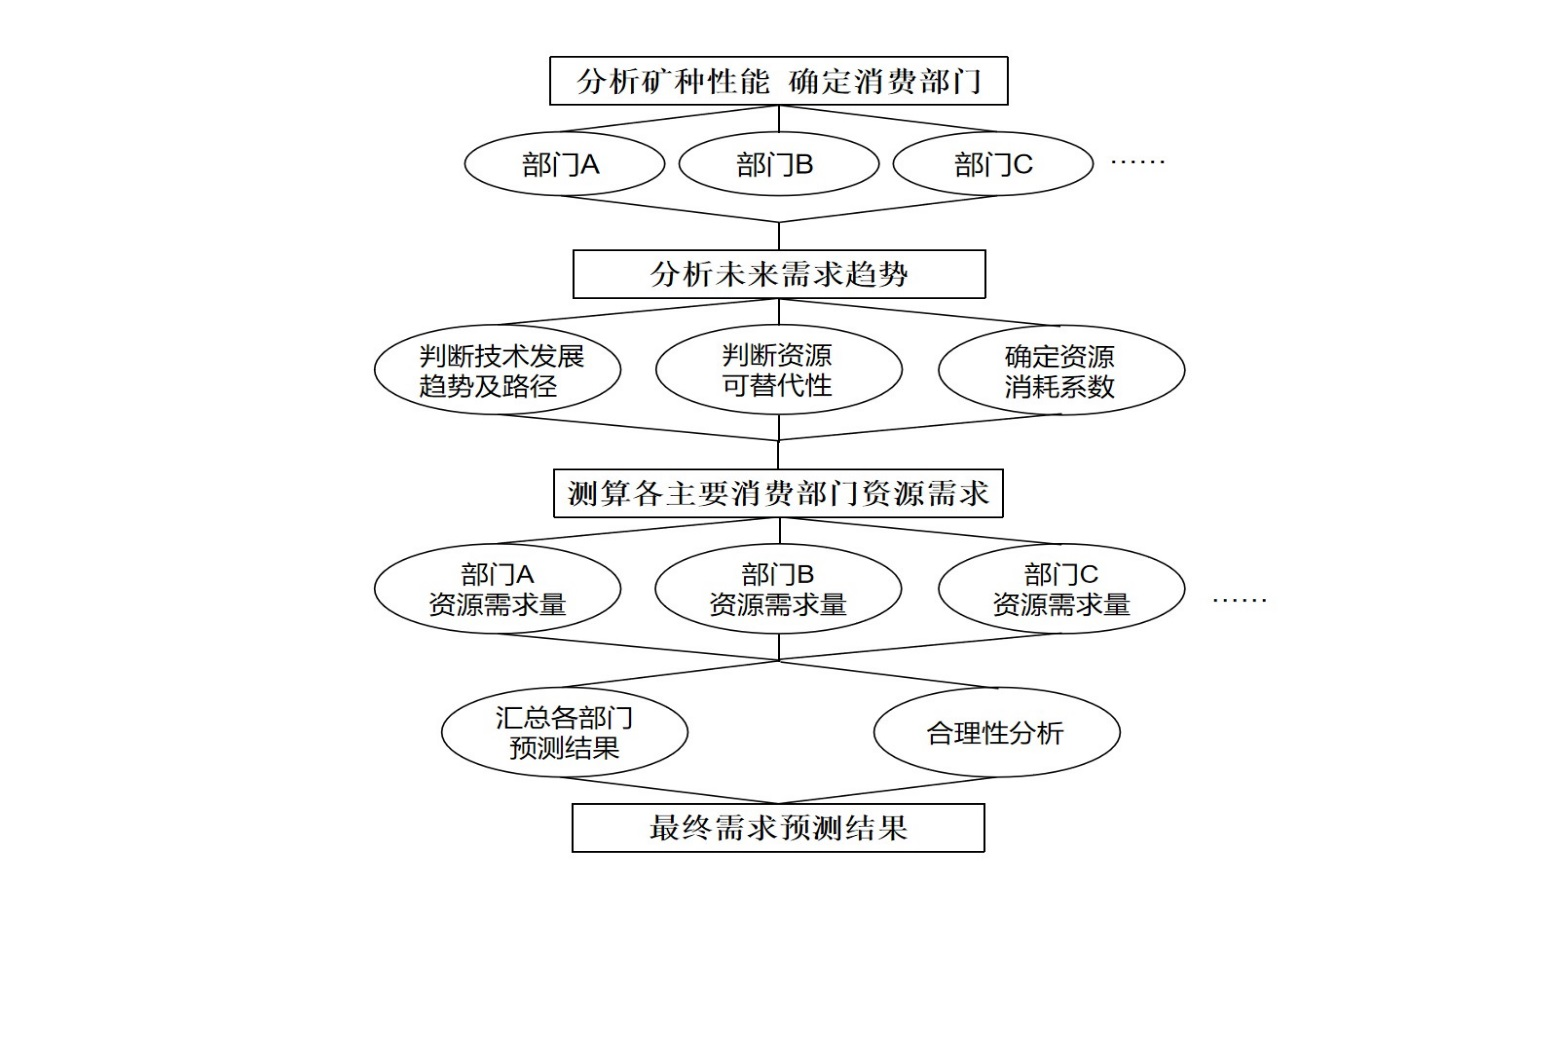 分析矿种性能 确定消费部门
部门A
部门B
部门C
……
分析未来需求趋势
判断技术发展
趋势及路径
判断资源
可替代性
确定资源
消耗系数
测算各主要消费部门资源需求
部门A
资源需求量
部门B
资源需求量
部门C
资源需求量
……
汇总各部门
预测结果
合理性分析
最终需求预测结果